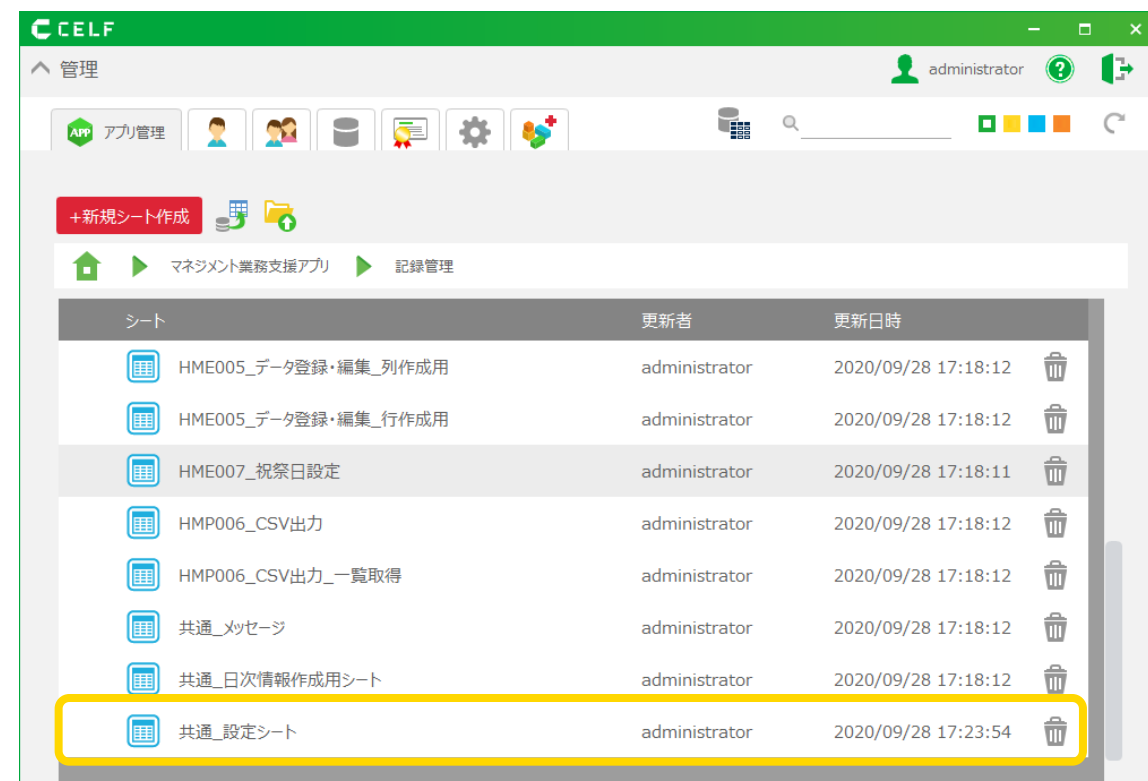 CELF
管理 administrator ?
APP アプリ管理
+新規シート作成
マネジメント業務支援アプリ 記録管理
シート 更新者 更新日時
HME005_データ登録・編集_列作成用 administrator 2020/09/28 17:18:12
HME005_データ登録・編集_行作成用 administrator 2020/09/28 17:18:12
HME007_祝祭日設定 administrator 2020/09/28 17:18:11
HMP006_CSV出力 administrator 2020/09/28 17:18:12
HMP006_CSV出力_一覧取得 administrator 2020/09/28 17:18:12
共通_メッセージ administrator 2020/09/28 17:18:12
共通_日次情報作成用シート administrator 2020/09/28 17:18:12
共通_設定シート administrator 2020/09/28 17:23:54